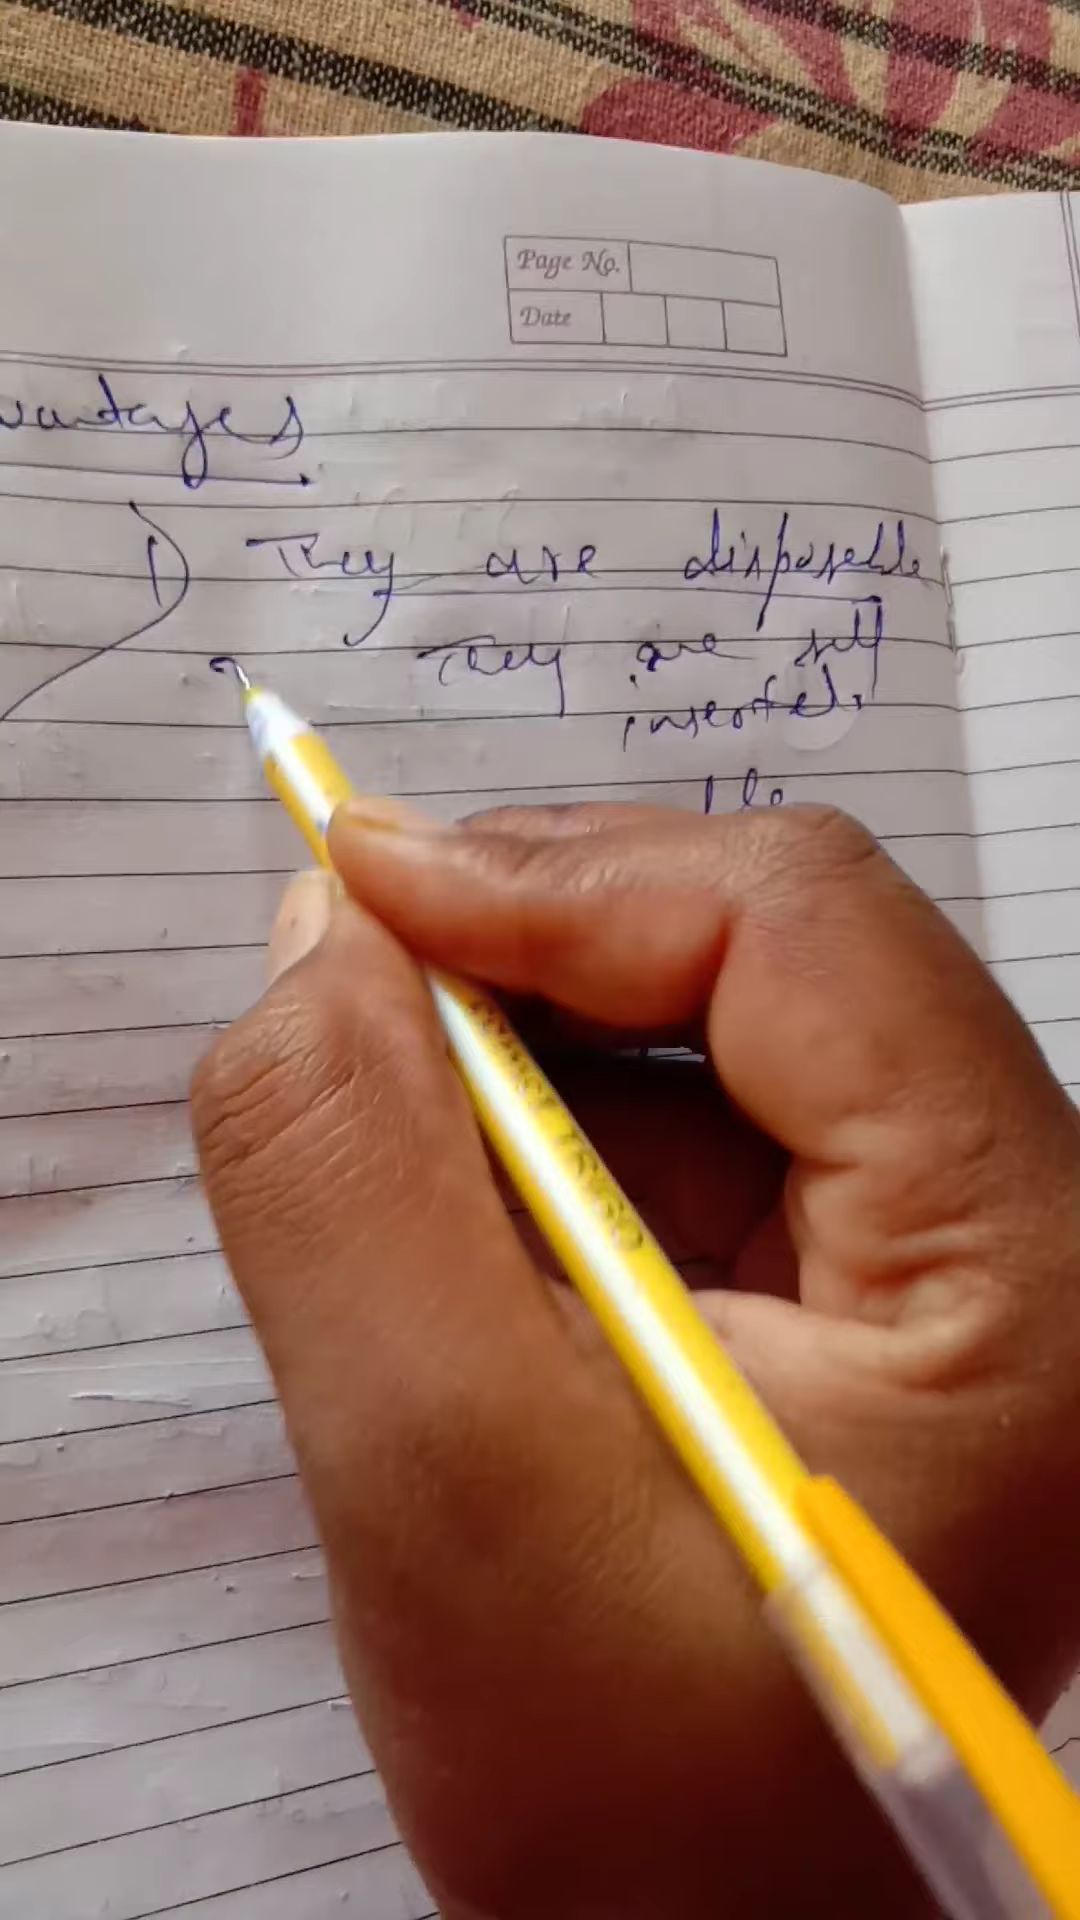 Page No.
Date
vantages
1) They are disposable
They are self
inserted.